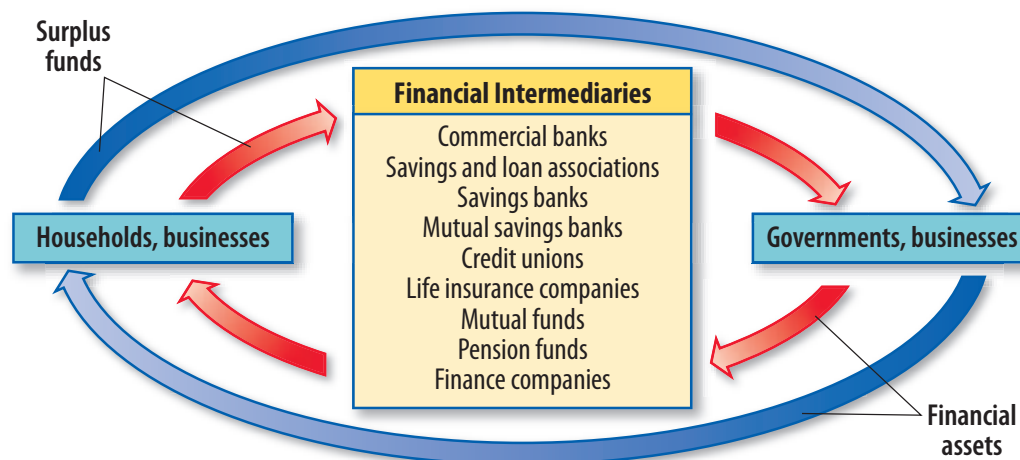 Surplus
funds
Financial Intermediaries
Commercial banks
Savings and loan associations
Savings banks
Mutual savings banks
Credit unions
Life insurance companies
Mutual funds
Pension funds
Finance companies
Households, businesses
Governments, businesses
Financial
assets